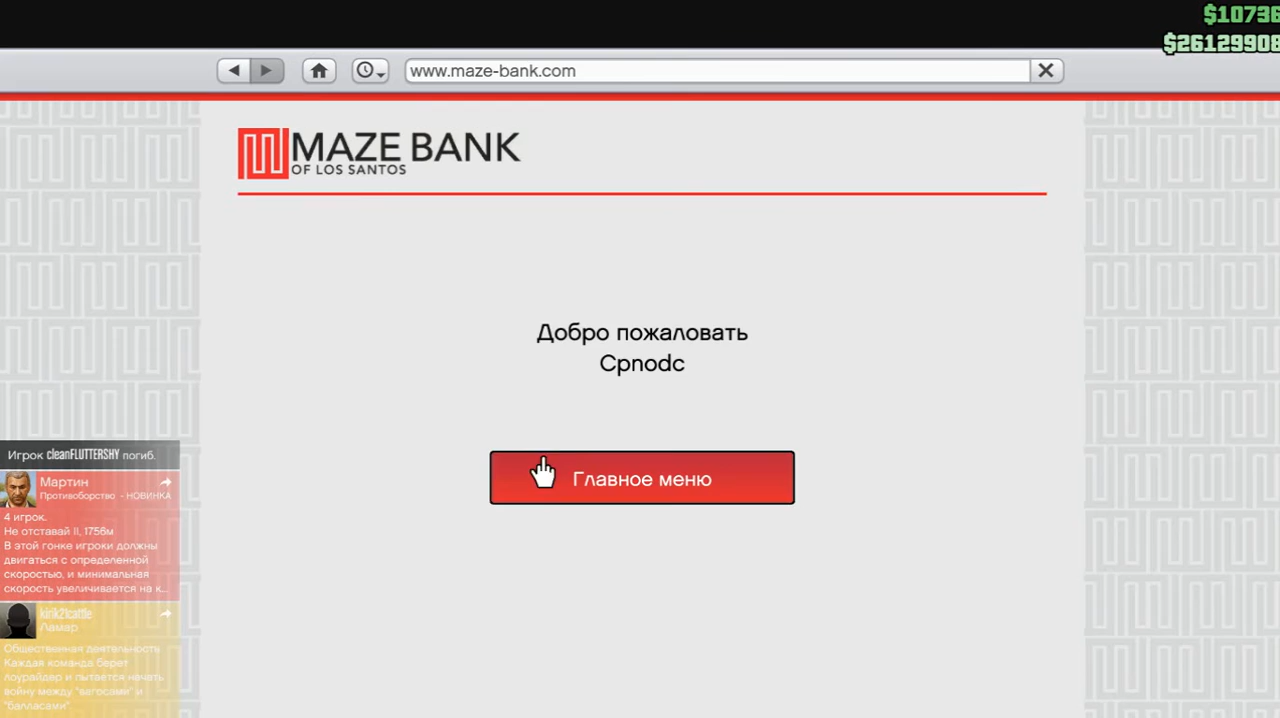 $10736
$26129908
www.maze-bank.com
MAZE BANK
OF LOS SANTOS
Добро пожаловать
Cpnodc
Главное меню
Игрок cleanFLUTTERSHY погиб.
Мартин
Противоборство - НОВИНКА
4 игрок.
Не отставай II, 1756м
В этой гонке игроки должны
двигаться с определенной
скоростью, и минимальная
скорость увеличивается на к...
kirik21cattle
Ламар
Общественная деятельность
Каждая команда берет
лоурайдер и пытается начать
войну между "вагосами" и
"балласами".